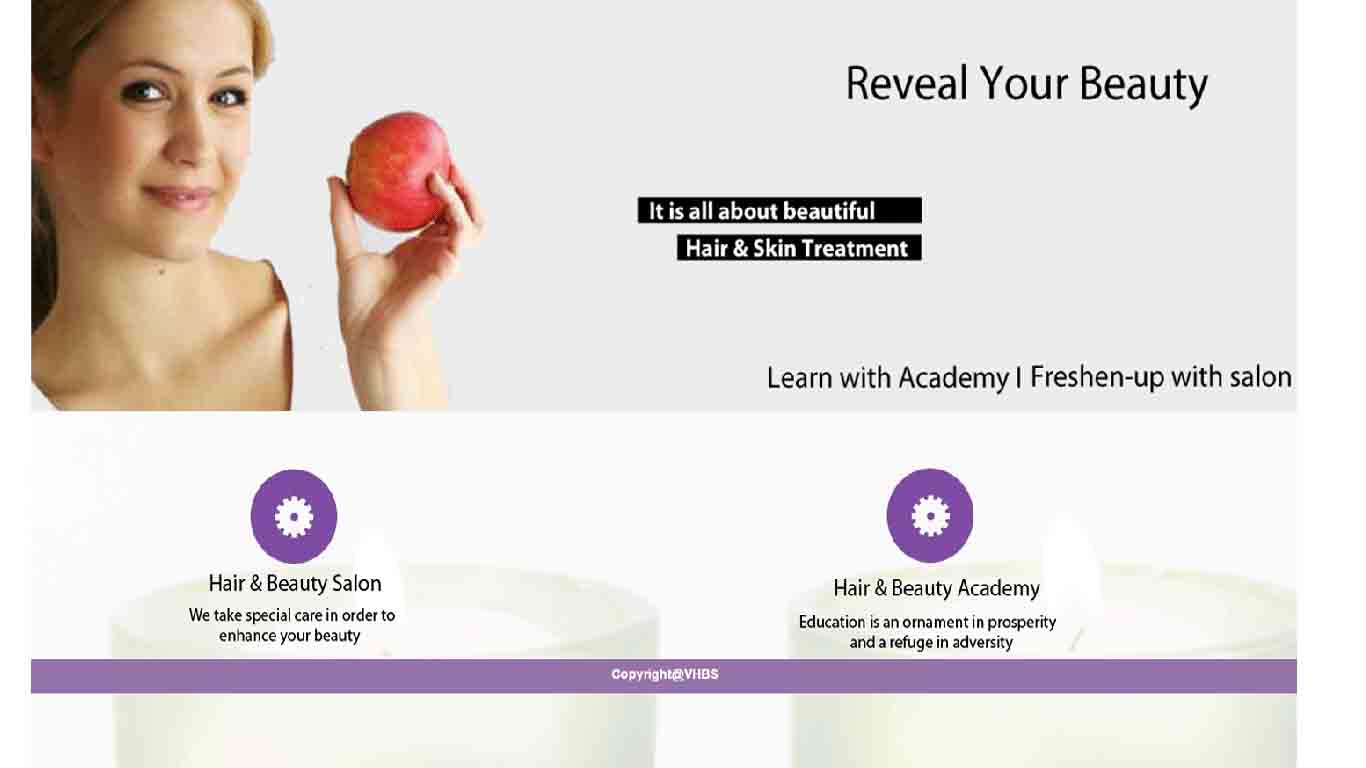 Reveal Your Beauty
It is all about beautiful
Hair & Skin Treatment
Learn with Academy I Freshen-up with salon
Hair & Beauty Salon
We take special care in order to
enhance your beauty
Hair & Beauty Academy
Education is an ornament in prosperity
and a refuge in adversity
Copyright@VHBS